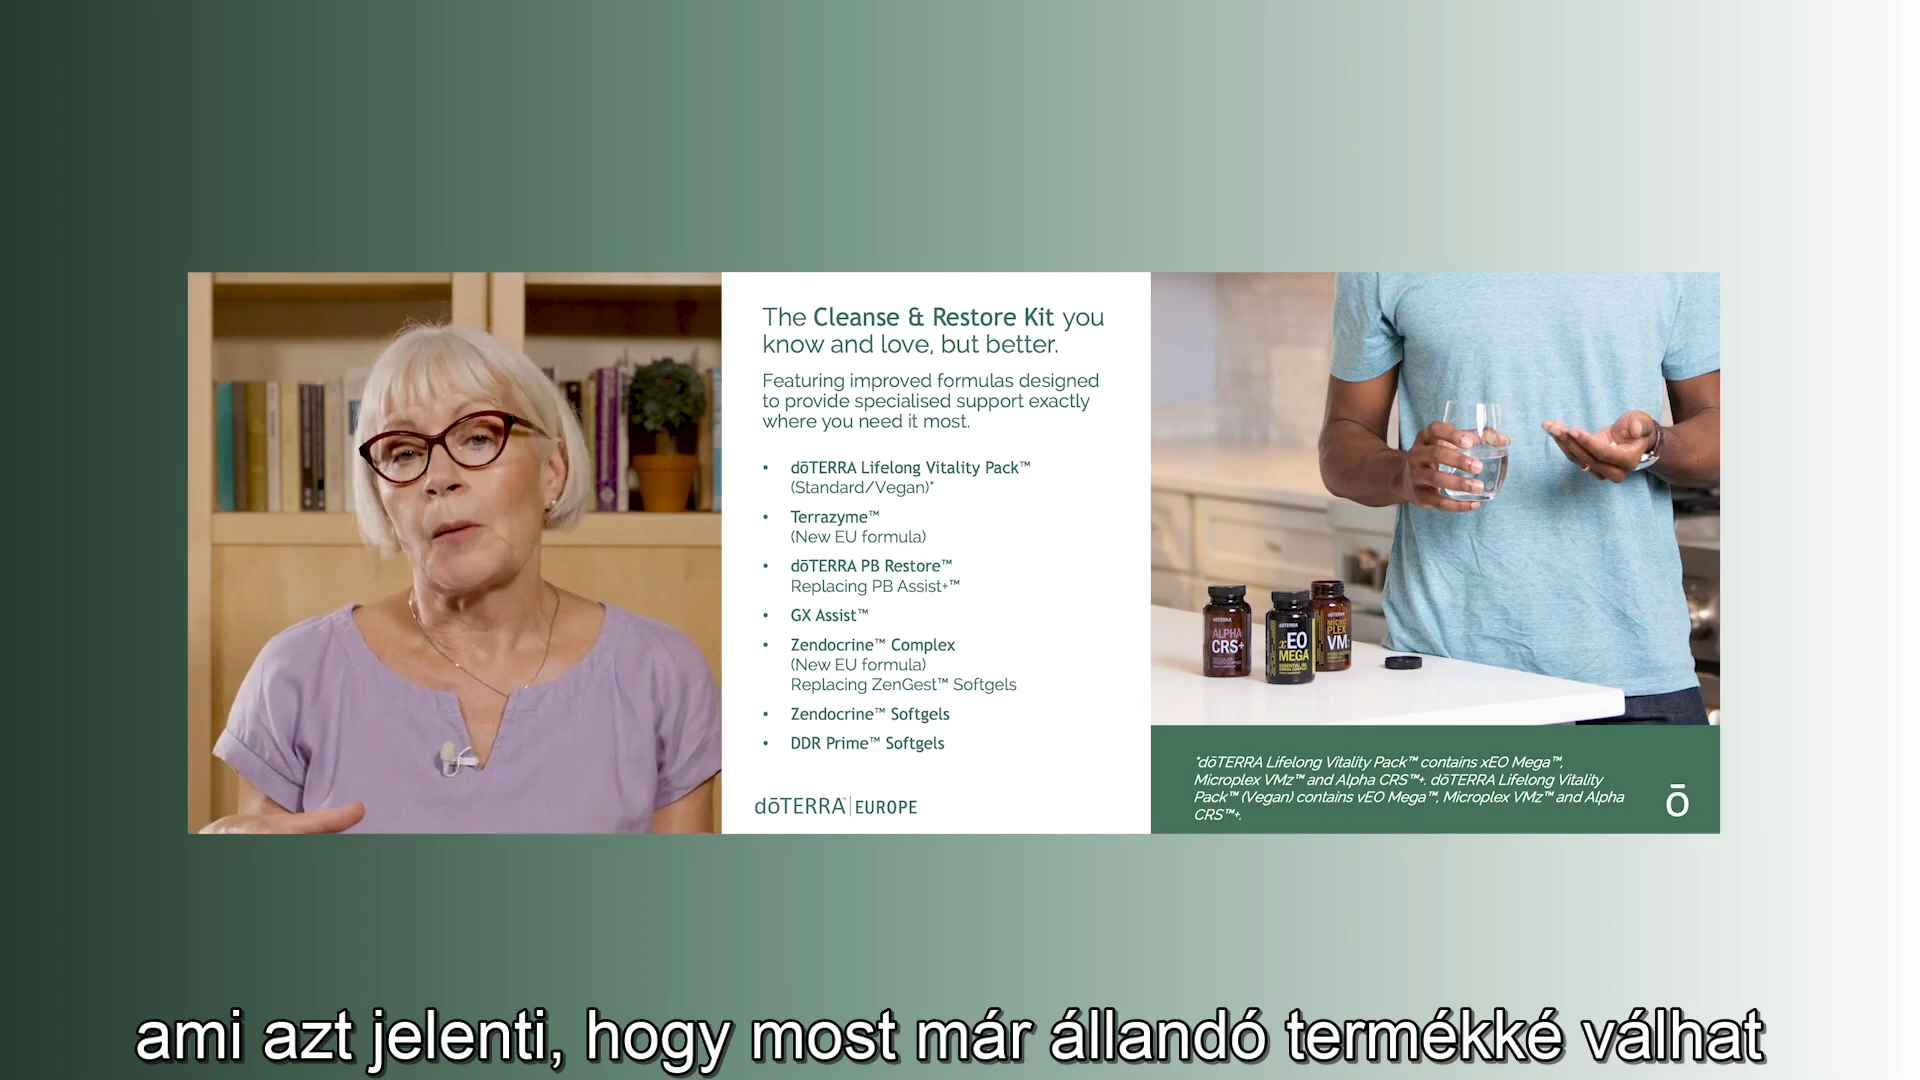 The Cleanse & Restore Kit you
know and love, but better.
Featuring improved formulas designed
to provide specialised support exactly
where you need it most.
• dōTERRA Lifelong Vitality Pack™
(Standard/Vegan)*
• Terrazyme™
(New EU formula)
• dōTERRA PB Restore™
Replacing PB Assist+™
• GX Assist™
• Zendocrine™ Complex
(New EU formula)
Replacing ZenGest™ Softgels
• Zendocrine™ Softgels
• DDR Prime™ Softgels
dōTERRA™ | EUROPE
dōTERRA
ALPHA
CRS+
dōTERRA
xEO
MEGA
dōTERRA
MICRO
PLEX
VMz
*dōTERRA Lifelong Vitality Pack™ contains xEO Mega™,
Microplex VMz™ and Alpha CRS™+. dōTERRA Lifelong Vitality
Pack™ (Vegan) contains vEO Mega™, Microplex VMz™ and Alpha
CRS™+.
ō
ami azt jelenti, hogy most már állandó termékké válhat